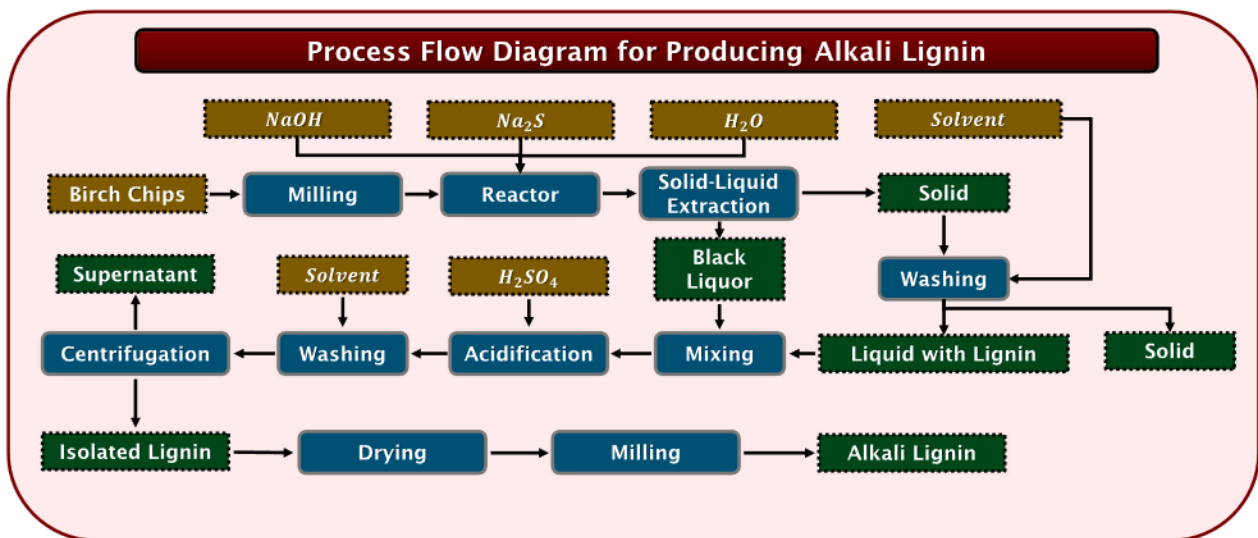 Process Flow Diagram for Producing Alkali Lignin
NaOH
Na₂S
H₂O
Solvent
Birch Chips
Milling
Reactor
Solid-Liquid
Extraction
Solid
Supernatant
Solvent
H₂SO₄
Black
Liquor
Washing
Centrifugation
Washing
Acidification
Mixing
Liquid with Lignin
Solid
Isolated Lignin
Drying
Milling
Alkali Lignin